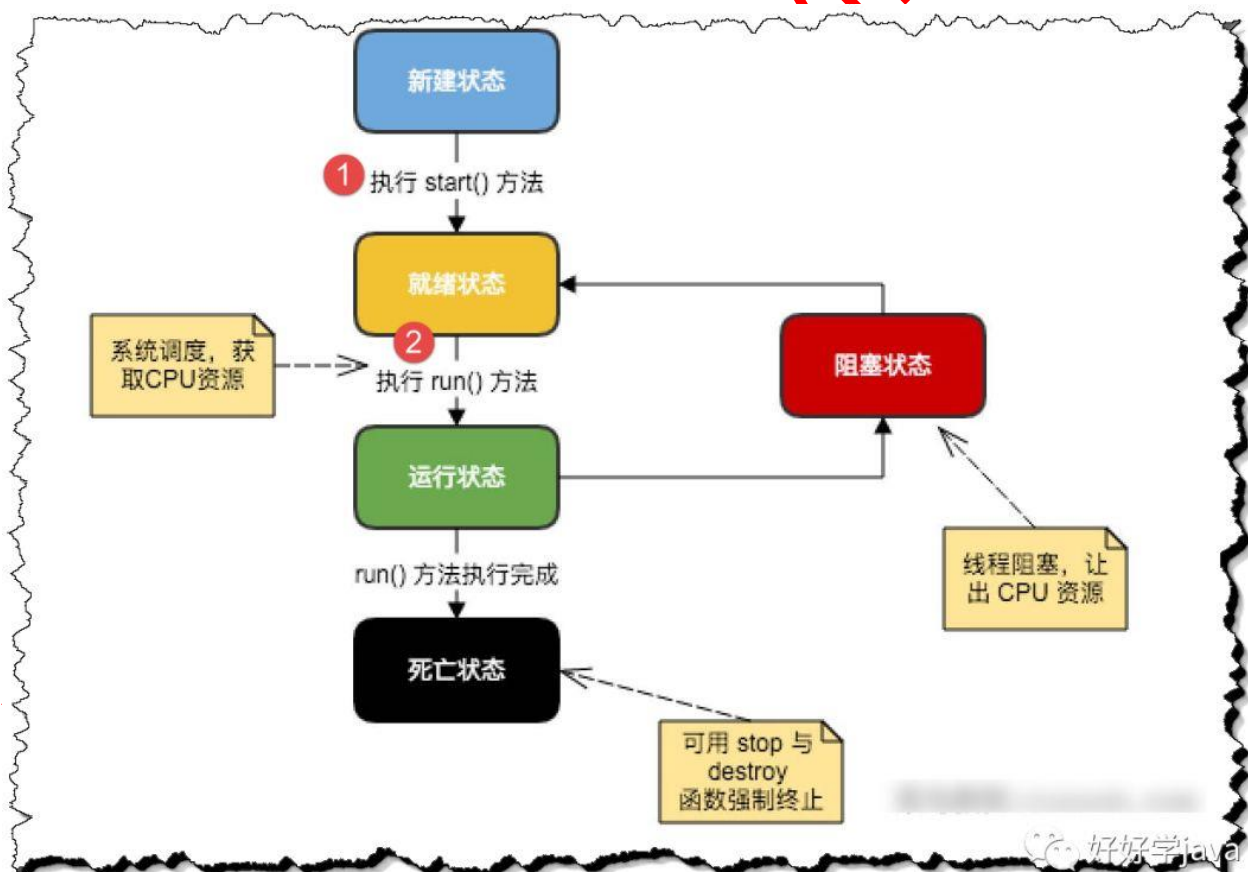 新建状态
1
执行 start() 方法
就绪状态
2
系统调度，获
取CPU资源
执行 run() 方法
阻塞状态
运行状态
线程阻塞，让
出 CPU 资源
run() 方法执行完成
死亡状态
可用 stop 与
destroy
函数强制终止
好好学java